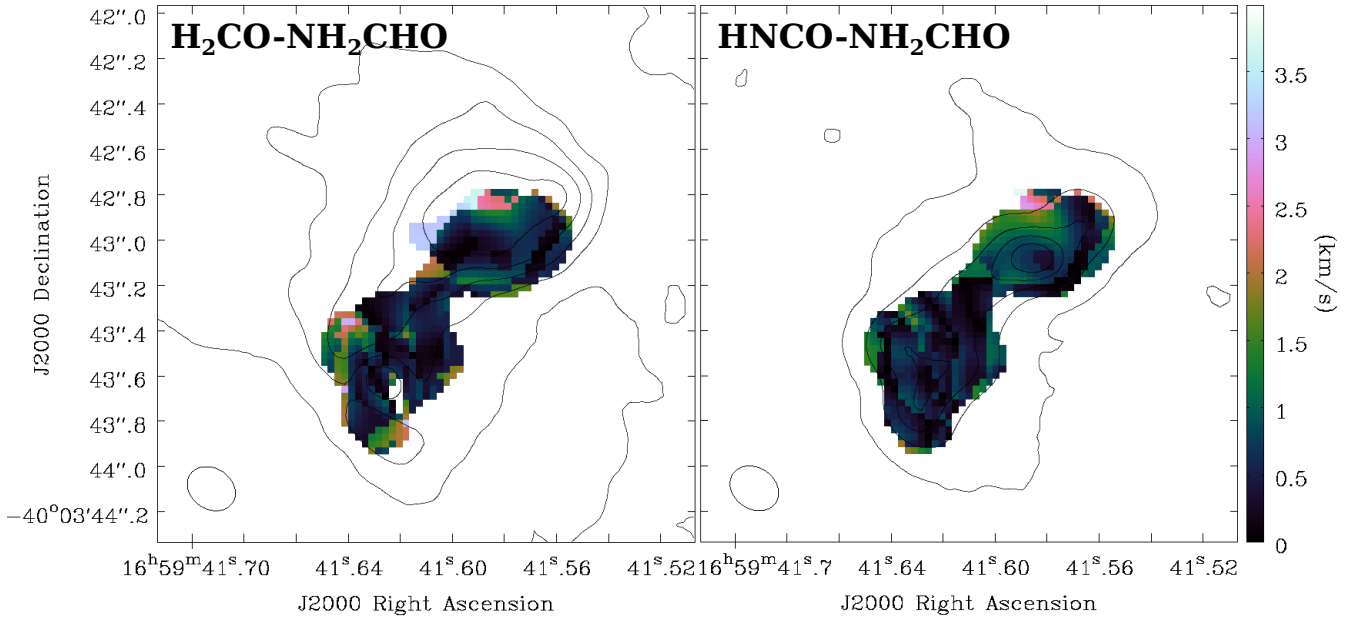 H₂CO-NH₂CHO
HNCO-NH₂CHO
42″.0
42″.2
42″.4
42″.6
42″.8
43″.0
43″.2
43″.4
43″.6
43″.8
44″.0
−40°03′44″.2
J2000 Declination
16ʰ59ᵐ41ˢ.70
41ˢ.64
41ˢ.60
41ˢ.56
41ˢ.52
J2000 Right Ascension
16ʰ59ᵐ41ˢ.7
41ˢ.64
41ˢ.60
41ˢ.56
41ˢ.52
J2000 Right Ascension
3.5
3
2.5
2
1.5
1
0.5
0
(km/s)